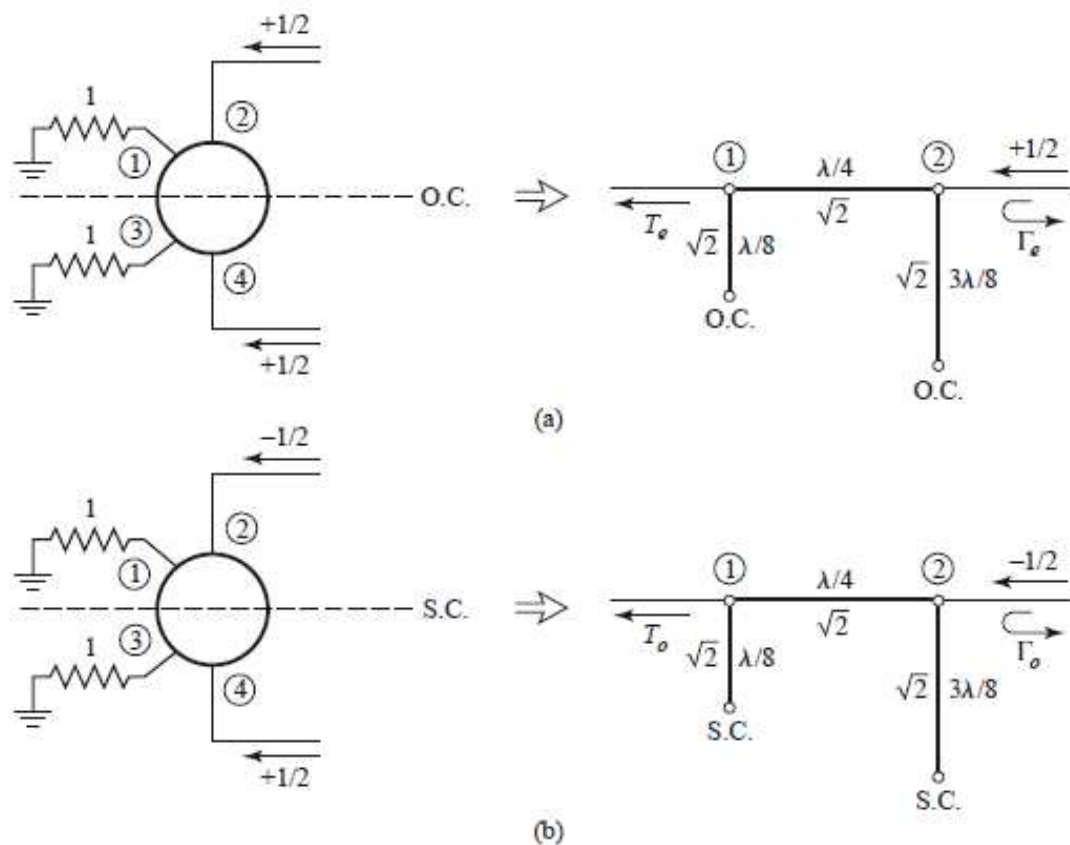 +1/2
1
②
①
O.C.
③
1
④
+1/2
①
λ/4
②
+1/2
√2
T_e
√2 λ/8
Γ_e
O.C.
√2 3λ/8
O.C.
(a)
−1/2
1
②
①
S.C.
③
1
④
+1/2
①
λ/4
②
−1/2
√2
T_o
√2 λ/8
Γ_o
S.C.
√2 3λ/8
S.C.
(b)